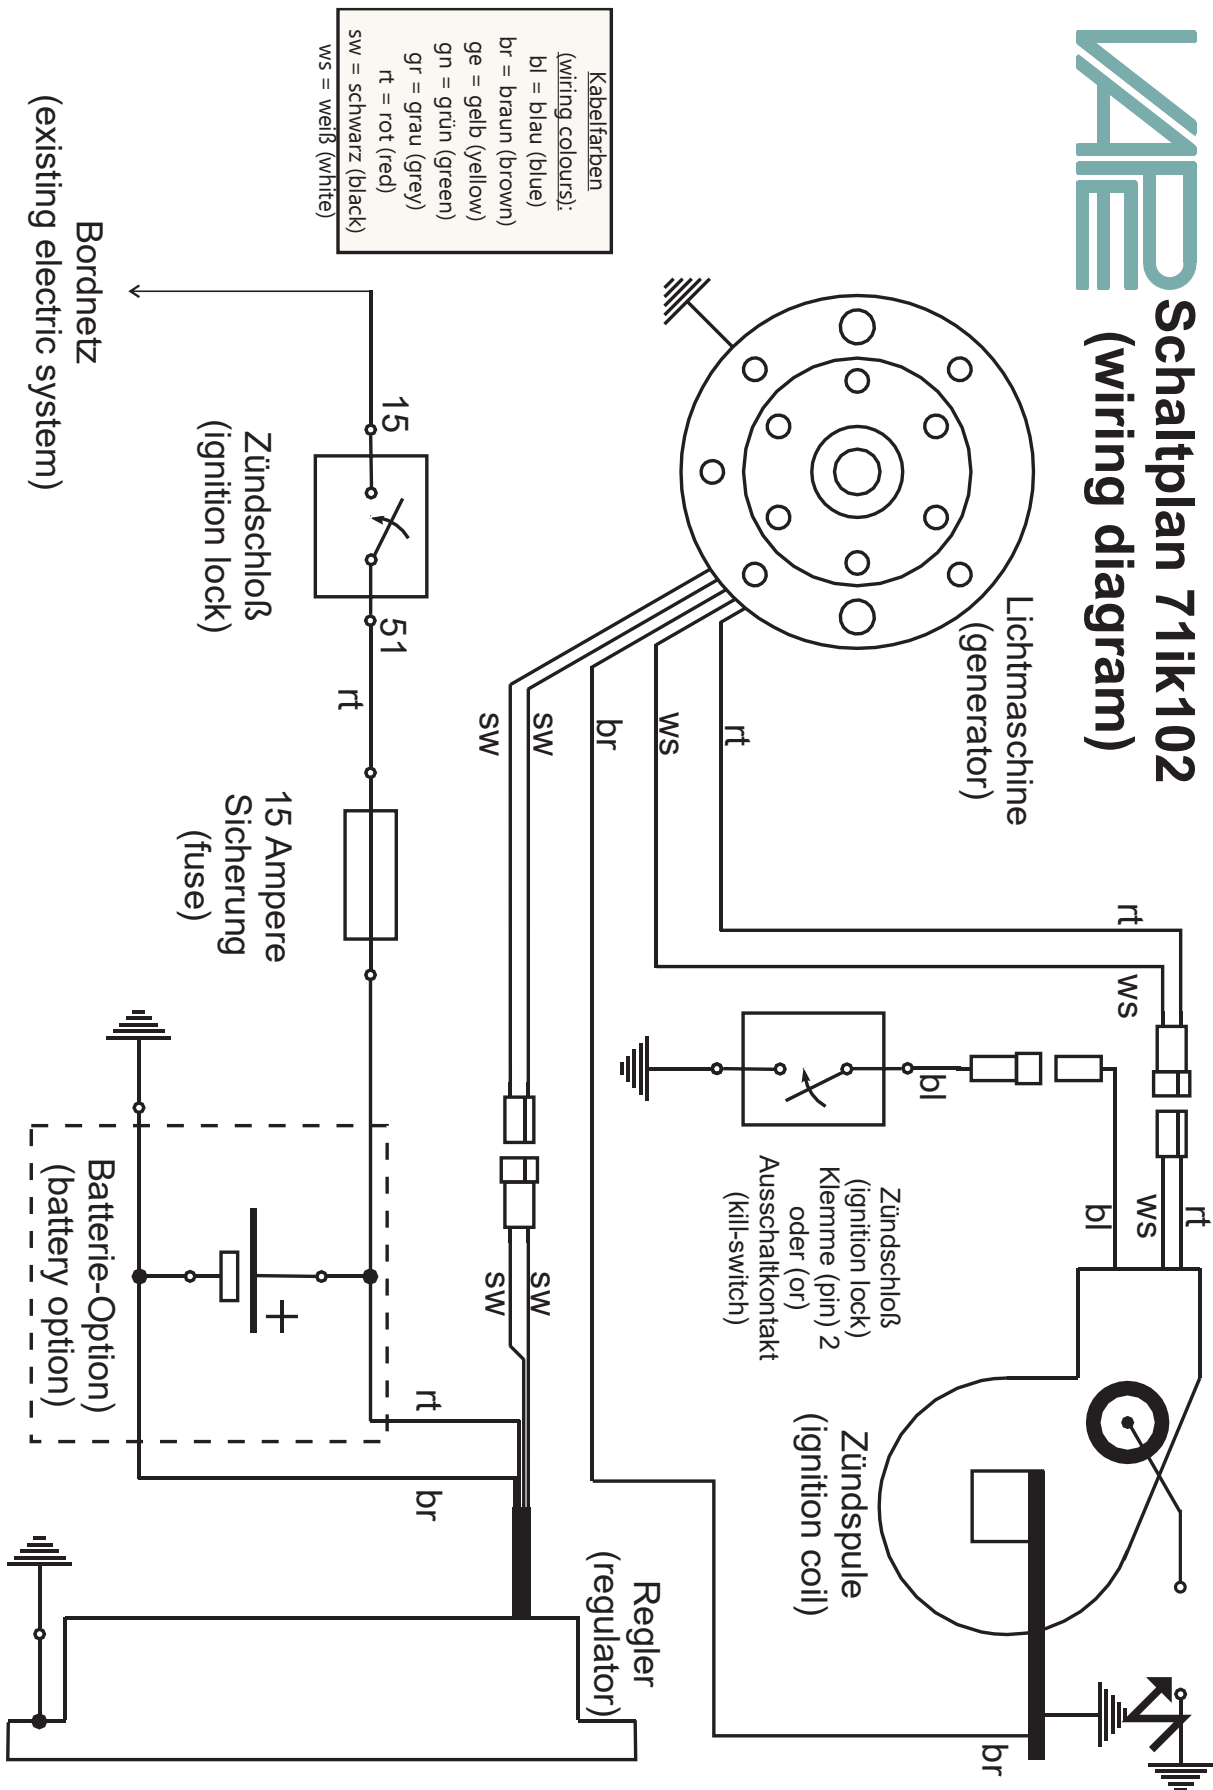 VAPE
Schaltplan 71ik102
(wiring diagram)
Kabelfarben
(wiring colours):
bl = blau (blue)
br = braun (brown)
ge = gelb (yellow)
gn = grün (green)
gr = grau (grey)
rt = rot (red)
sw = schwarz (black)
ws = weiß (white)
Lichtmaschine
(generator)
rt
ws
br
sw
sw
rt
ws
rt
ws
bl
bl
Zündschloß
(ignition lock)
Klemme (pin) 2
oder (or)
Ausschaltkontakt
(kill-switch)
Zündspule
(ignition coil)
br
sw
sw
Regler
(regulator)
rt
br
15
51
Zündschloß
(ignition lock)
rt
15 Ampere
Sicherung
(fuse)
+
Batterie-Option)
(battery option)
Bordnetz
(existing electric system)